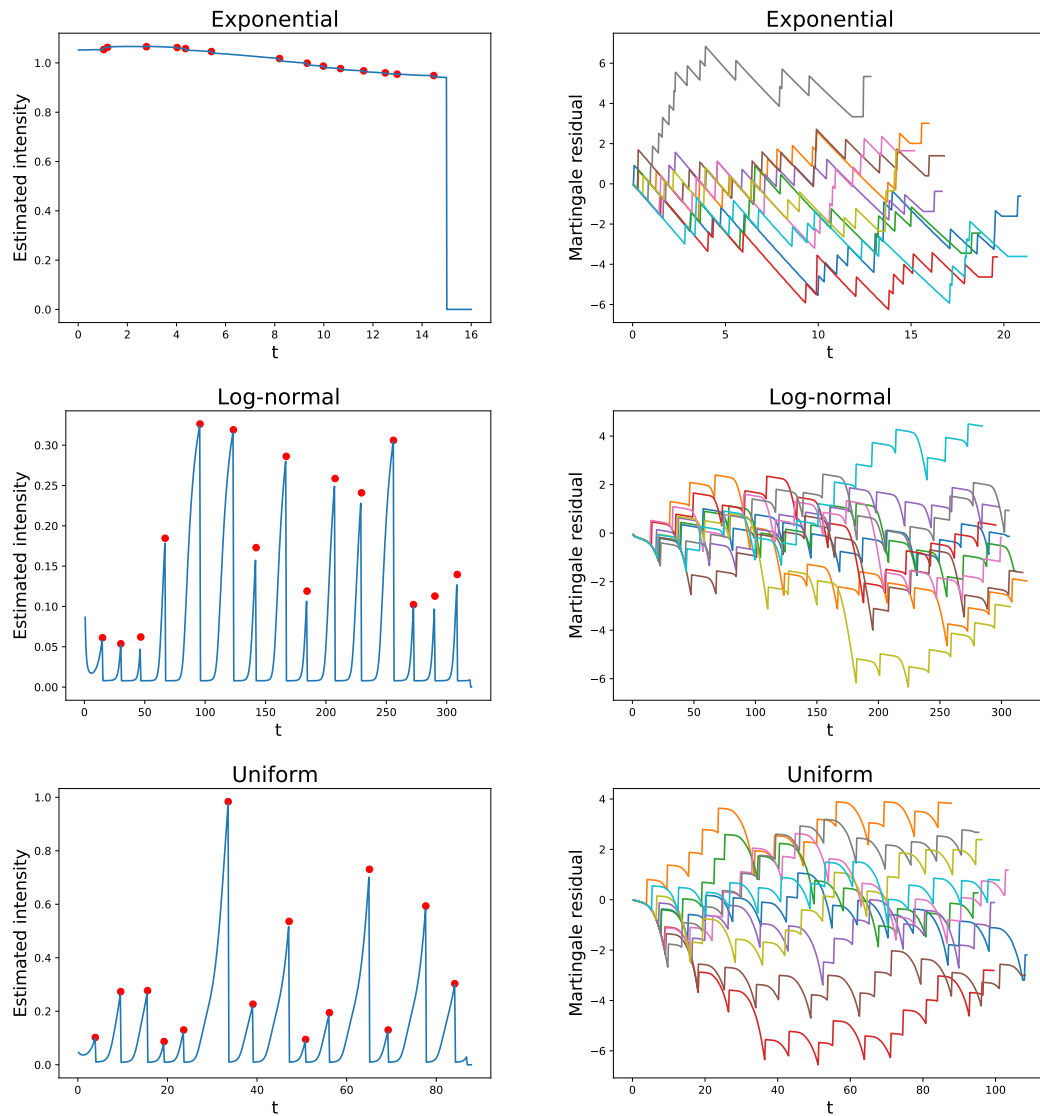 Exponential
Estimated intensity
1.0
0.8
0.6
0.4
0.2
0.0
0 2 4 6 8 10 12 14 16
t
Exponential
Martingale residual
6
4
2
0
−2
−4
−6
0 5 10 15 20
t
Log-normal
Estimated intensity
0.30
0.25
0.20
0.15
0.10
0.05
0.00
0 50 100 150 200 250 300
t
Log-normal
Martingale residual
4
2
0
−2
−4
−6
0 50 100 150 200 250 300
t
Uniform
Estimated intensity
1.0
0.8
0.6
0.4
0.2
0.0
0 20 40 60 80
t
Uniform
Martingale residual
4
2
0
−2
−4
−6
0 20 40 60 80 100
t